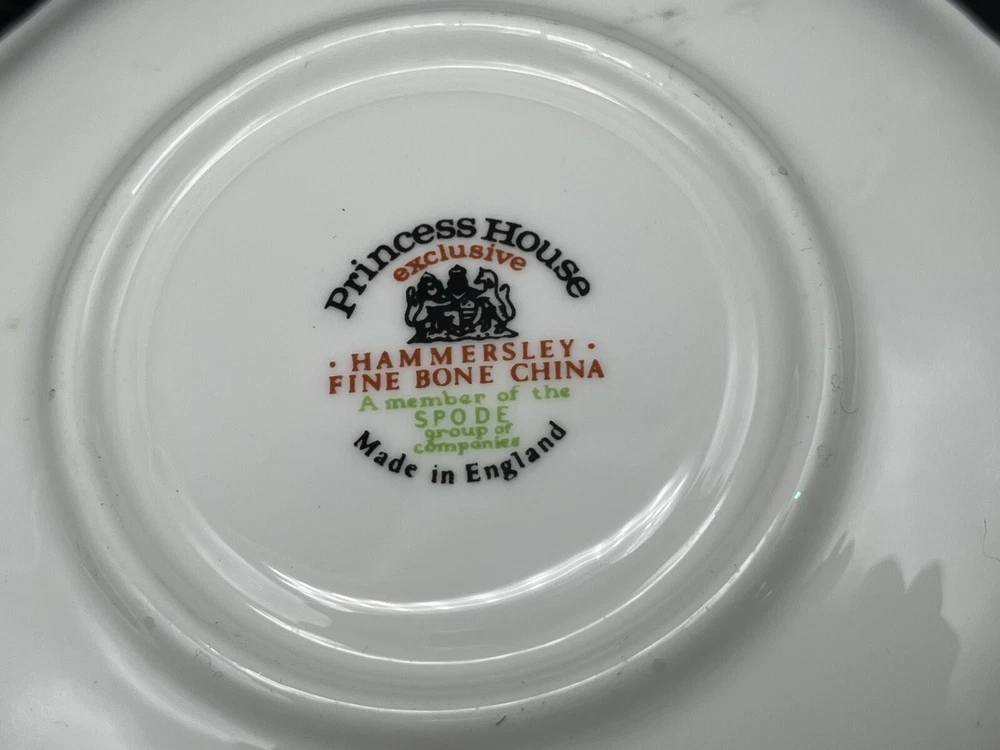 Princess House
exclusive
· HAMMERSLEY ·
FINE BONE CHINA
A member of the
SPODE
group of
companies
Made in England